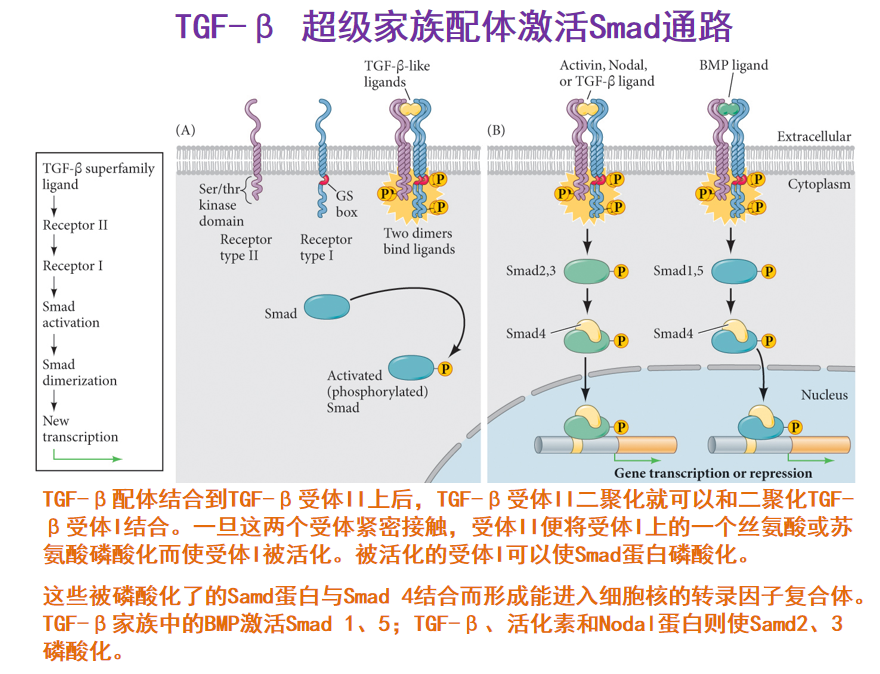 TGF-β 超级家族配体激活Smad通路
TGF-β superfamily
ligand
Receptor II
Receptor I
Smad
activation
Smad
dimerization
New
transcription
(A)
TGF-β-like
ligands
Ser/thr
kinase
domain
GS
box
P
P
P
Receptor
type II
Receptor
type I
Two dimers
bind ligands
Smad
P
Activated
(phosphorylated)
Smad
(B)
Activin, Nodal,
or TGF-β ligand
BMP ligand
Extracellular
Cytoplasm
P
P
P
P
P
P
Smad2,3
P
Smad1,5
P
Smad4
P
Smad4
P
Nucleus
P
P
Gene transcription or repression
TGF-β配体结合到TGF-β受体II上后，TGF-β受体II二聚化就可以和二聚化TGF-
β受体I结合。一旦这两个受体紧密接触，受体II便将受体I上的一个丝氨酸或苏
氨酸磷酸化而使受体I被活化。被活化的受体I可以使Smad蛋白磷酸化。
这些被磷酸化了的Samd蛋白与Smad 4结合而形成能进入细胞核的转录因子复合体。
TGF-β家族中的BMP激活Smad 1、5；TGF-β、活化素和Nodal蛋白则使Samd2、3
磷酸化。